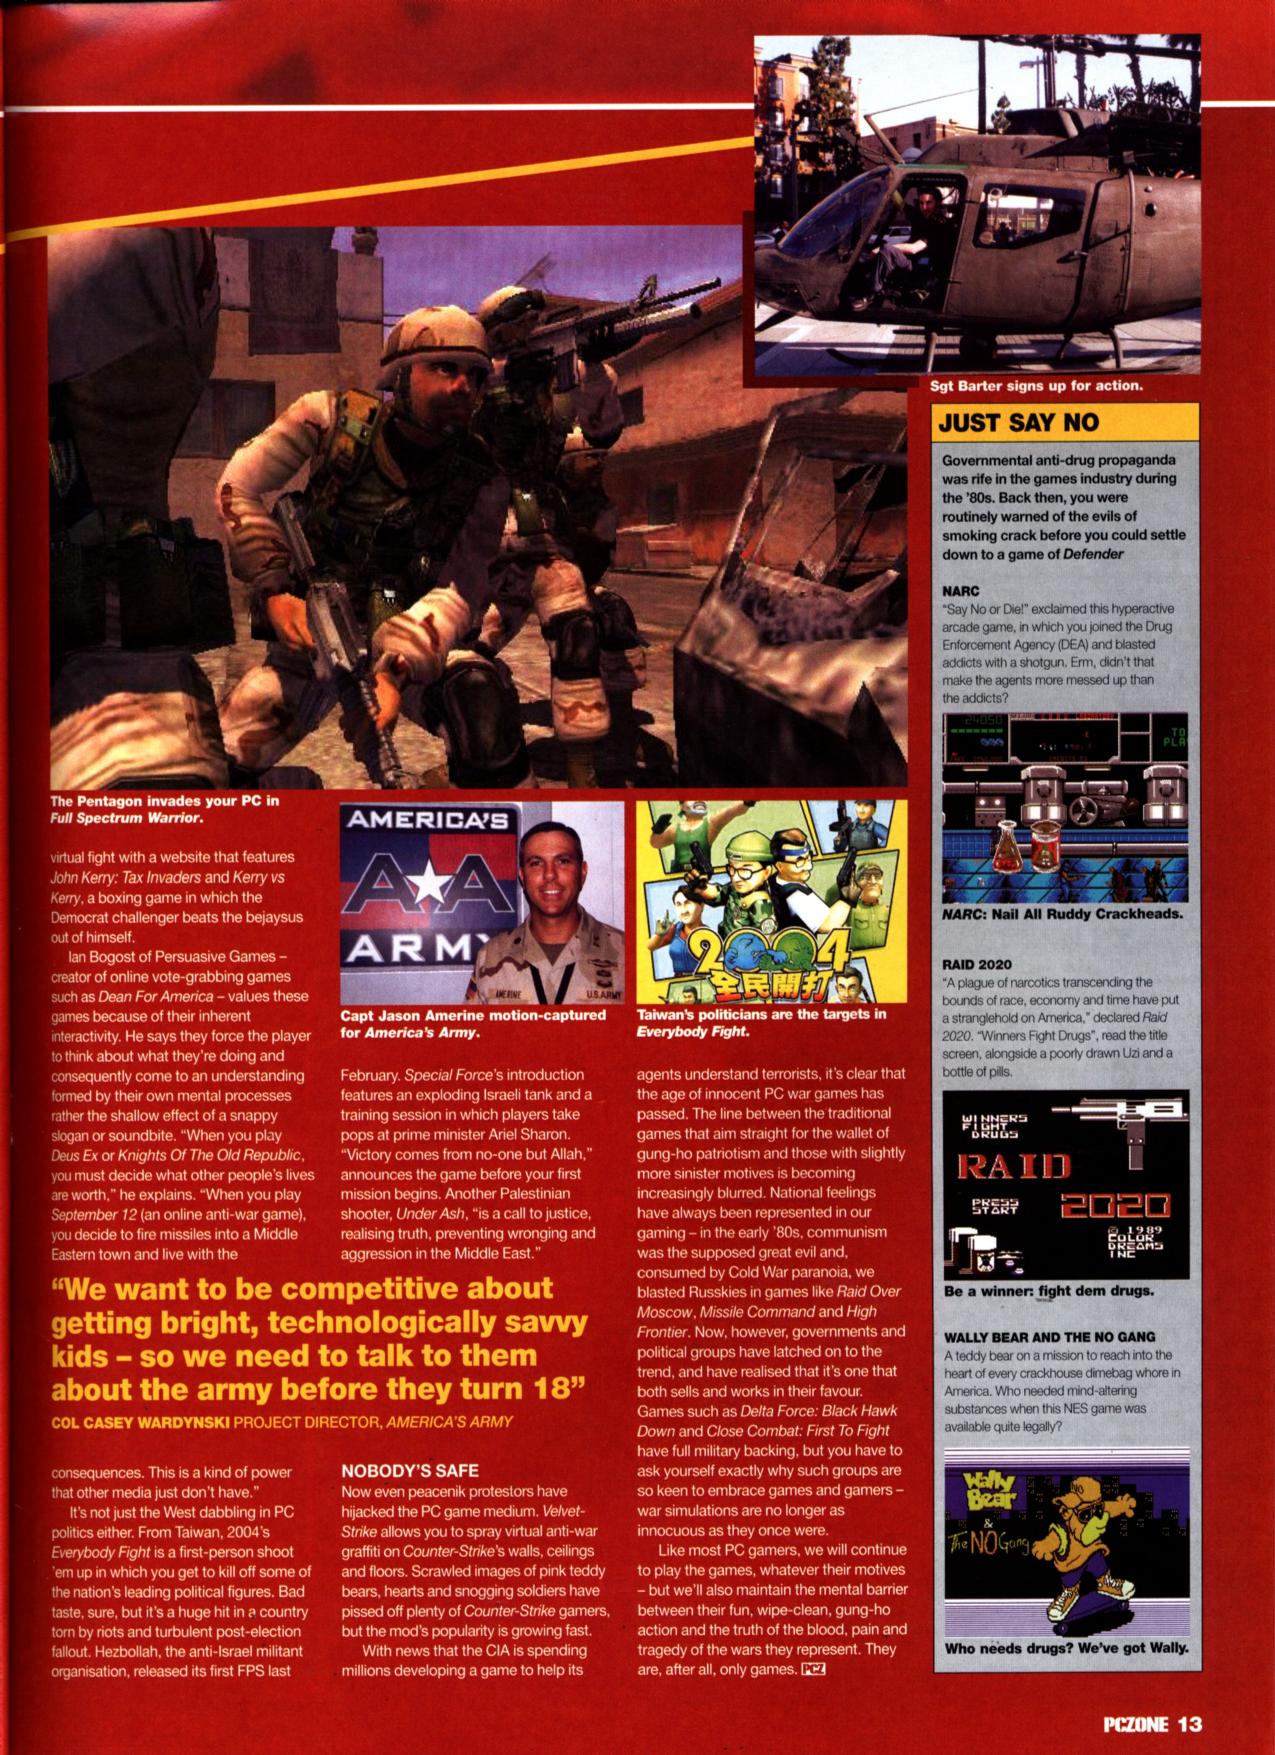 Sgt Barter signs up for action.
The Pentagon invades your PC in
Full Spectrum Warrior.
virtual fight with a website that features
John Kerry: Tax Invaders and Kerry vs
Kerry, a boxing game in which the
Democrat challenger beats the bejaysus
out of himself.
Ian Bogost of Persuasive Games –
creator of online vote-grabbing games
such as Dean For America – values these
games because of their inherent
interactivity. He says they force the player
to think about what they're doing and
consequently come to an understanding
formed by their own mental processes
rather the shallow effect of a snappy
slogan or soundbite. "When you play
Deus Ex or Knights Of The Old Republic,
you must decide what other people's lives
are worth," he explains. "When you play
September 12 (an online anti-war game),
you decide to fire missiles into a Middle
Eastern town and live with the
"We want to be competitive about
getting bright, technologically savvy
kids – so we need to talk to them
about the army before they turn 18"
COL CASEY WARDYNSKI PROJECT DIRECTOR, AMERICA'S ARMY
consequences. This is a kind of power
that other media just don't have."
It's not just the West dabbling in PC
politics either. From Taiwan, 2004's
Everybody Fight is a first-person shoot
'em up in which you get to kill off some of
the nation's leading political figures. Bad
taste, sure, but it's a huge hit in a country
torn by riots and turbulent post-election
fallout. Hezbollah, the anti-Israel militant
organisation, released its first FPS last
AMERICA'S
AA
ARMY
AMERINE
U.S. ARMY
Capt Jason Amerine motion-captured
for America's Army.
February. Special Force's introduction
features an exploding Israeli tank and a
training session in which players take
pops at prime minister Ariel Sharon.
"Victory comes from no-one but Allah,"
announces the game before your first
mission begins. Another Palestinian
shooter, Under Ash, "is a call to justice,
realising truth, preventing wronging and
aggression in the Middle East."
NOBODY'S SAFE
Now even peacenik protestors have
hijacked the PC game medium. Velvet-
Strike allows you to spray virtual anti-war
graffiti on Counter-Strike's walls, ceilings
and floors. Scrawled images of pink teddy
bears, hearts and snogging soldiers have
pissed off plenty of Counter-Strike gamers,
but the mod's popularity is growing fast.
With news that the CIA is spending
millions developing a game to help its
2004
全民開打
Taiwan's politicians are the targets in
Everybody Fight.
agents understand terrorists, it's clear that
the age of innocent PC war games has
passed. The line between the traditional
games that aim straight for the wallet of
gung-ho patriotism and those with slightly
more sinister motives is becoming
increasingly blurred. National feelings
have always been represented in our
gaming – in the early '80s, communism
was the supposed great evil and,
consumed by Cold War paranoia, we
blasted Russkies in games like Raid Over
Moscow, Missile Command and High
Frontier. Now, however, governments and
political groups have latched on to the
trend, and have realised that it's one that
both sells and works in their favour.
Games such as Delta Force: Black Hawk
Down and Close Combat: First To Fight
have full military backing, but you have to
ask yourself exactly why such groups are
so keen to embrace games and gamers –
war simulations are no longer as
innocuous as they once were.
Like most PC gamers, we will continue
to play the games, whatever their motives
– but we'll also maintain the mental barrier
between their fun, wipe-clean, gung-ho
action and the truth of the blood, pain and
tragedy of the wars they represent. They
are, after all, only games. PCZ
JUST SAY NO
Governmental anti-drug propaganda
was rife in the games industry during
the '80s. Back then, you were
routinely warned of the evils of
smoking crack before you could settle
down to a game of Defender
NARC
"Say No or Die!" exclaimed this hyperactive
arcade game, in which you joined the Drug
Enforcement Agency (DEA) and blasted
addicts with a shotgun. Erm, didn't that
make the agents more messed up than
the addicts?
24050
TO
PLA
NARC: Nail All Ruddy Crackheads.
RAID 2020
"A plague of narcotics transcending the
bounds of race, economy and time have put
a stranglehold on America," declared Raid
2020. "Winners Fight Drugs", read the title
screen, alongside a poorly drawn Uzi and a
bottle of pills.
WINNERS
FIGHT
DRUGS
RAID
2020
PRESS
START
© 1989
COLOR
DREAMS
INC
Be a winner: fight dem drugs.
WALLY BEAR AND THE NO GANG
A teddy bear on a mission to reach into the
heart of every crackhouse dimebag whore in
America. Who needed mind-altering
substances when this NES game was
available quite legally?
Wally
Bear
&
The NO Gang
NO
Who needs drugs? We've got Wally.
PCZONE 13